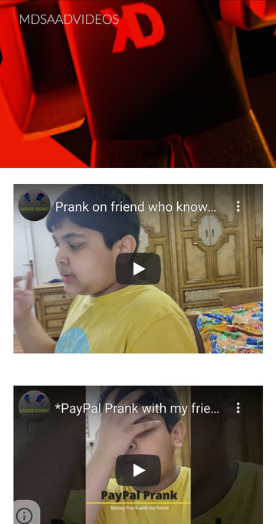 MDSAADVIDEOS
Prank on friend who know...
*PayPal Prank with my frie...
PayPal Prank
Money Prank with my friend